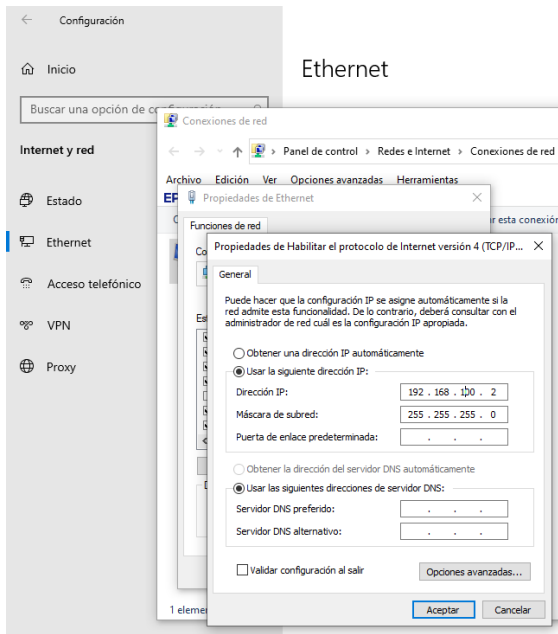 Configuración
Inicio
Ethernet
Buscar una opción de
Conexiones de red
Internet y red
Panel de control > Redes e Internet > Conexiones de red
Archivo Edición Ver Opciones avanzadas Herramientas
Estado
Propiedades de Ethernet
Funciones de red
Ethernet
Propiedades de Habilitar el protocolo de Internet versión 4 (TCP/IP...
General
Acceso telefónico
Puede hacer que la configuración IP se asigne automáticamente si la
red admite esta funcionalidad. De lo contrario, deberá consultar con el
administrador de red cuál es la configuración IP apropiada.
VPN
Obtener una dirección IP automáticamente
Proxy
Usar la siguiente dirección IP:
Dirección IP: 192 . 168 . 100 . 2
Máscara de subred: 255 . 255 . 255 . 0
Puerta de enlace predeterminada: . . .
Obtener la dirección del servidor DNS automáticamente
Usar las siguientes direcciones de servidor DNS:
Servidor DNS preferido: . . .
Servidor DNS alternativo: . . .
Validar configuración al salir
Opciones avanzadas...
Aceptar Cancelar